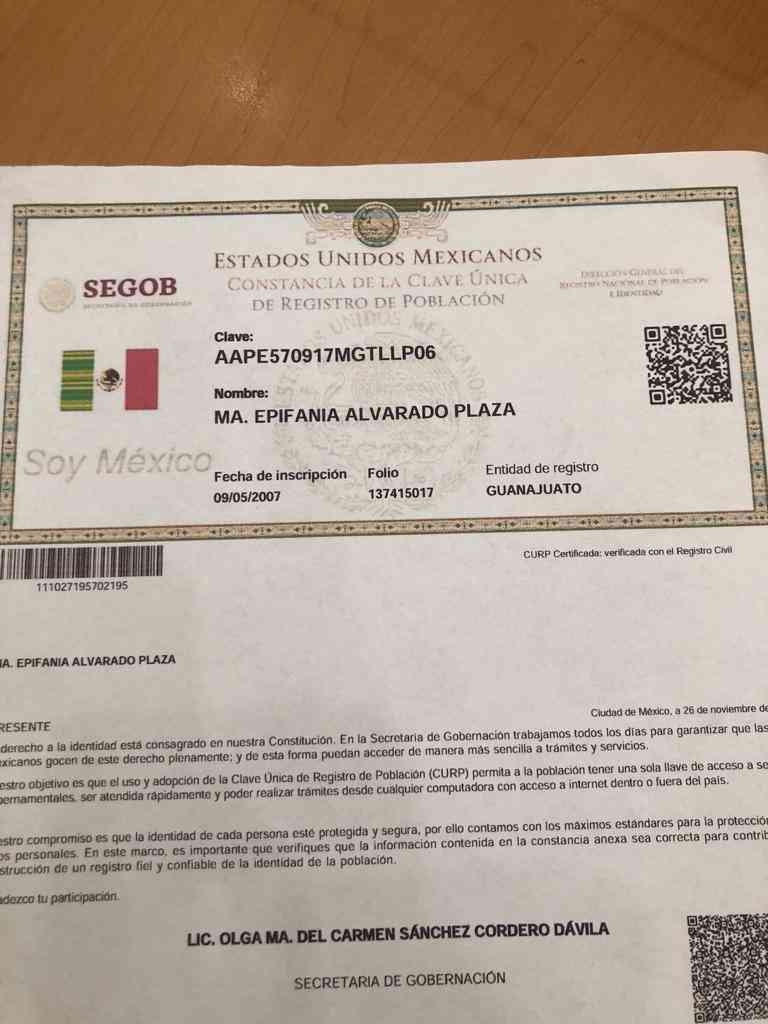 ESTADOS UNIDOS MEXICANOS
CONSTANCIA DE LA CLAVE ÚNICA
DE REGISTRO DE POBLACIÓN
SEGOB
SECRETARÍA DE GOBERNACIÓN
DIRECCIÓN GENERAL DEL
REGISTRO NACIONAL DE POBLACIÓN
E IDENTIDAD
ESTADOS UNIDOS MEXICANOS
Clave:
AAPE570917MGTLLP06
Nombre:
MA. EPIFANIA ALVARADO PLAZA
Soy México
Fecha de inscripción
09/05/2007
Folio
137415017
Entidad de registro
GUANAJUATO
111027195702195
CURP Certificada: verificada con el Registro Civil
A. EPIFANIA ALVARADO PLAZA
Ciudad de México, a 26 de noviembre de
RESENTE
derecho a la identidad está consagrado en nuestra Constitución. En la Secretaria de Gobernación trabajamos todos los días para garantizar que las
exicanos gocen de este derecho plenamente; y de esta forma puedan acceder de manera más sencilla a trámites y servicios.
estro objetivo es que el uso y adopción de la Clave Única de Registro de Población (CURP) permita a la población tener una sola llave de acceso a se
bernamentales, ser atendida rápidamente y poder realizar trámites desde cualquier computadora con acceso a internet dentro o fuera del país.
estro compromiso es que la identidad de cada persona esté protegida y segura, por ello contamos con los máximos estándares para la protección
os personales. En este marco, es importante que verifiques que la información contenida en la constancia anexa sea correcta para contrib
strucción de un registro fiel y confiable de la identidad de la población.
adezco tu participación.
LIC. OLGA MA. DEL CARMEN SÁNCHEZ CORDERO DÁVILA
SECRETARIA DE GOBERNACIÓN